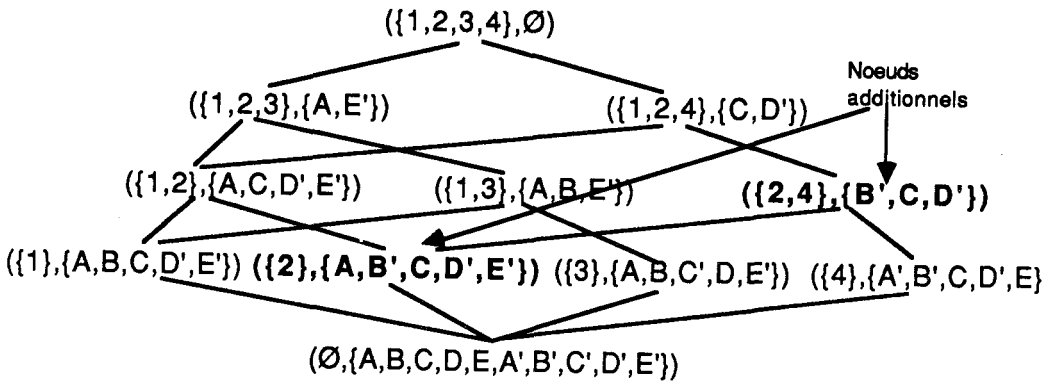 ({1,2,3,4},Ø)
Noeuds
additionnels
({1,2,3},{A,E'}) ({1,2,4},{C,D'})
({1,2},{A,C,D',E'}) ({1,3},{A,B,E'}) ({2,4},{B',C,D'})
({1},{A,B,C,D',E'}) ({2},{A,B',C,D',E'}) ({3},{A,B,C',D,E'}) ({4},{A',B',C,D',E}
(Ø,{A,B,C,D,E,A',B',C',D',E'})